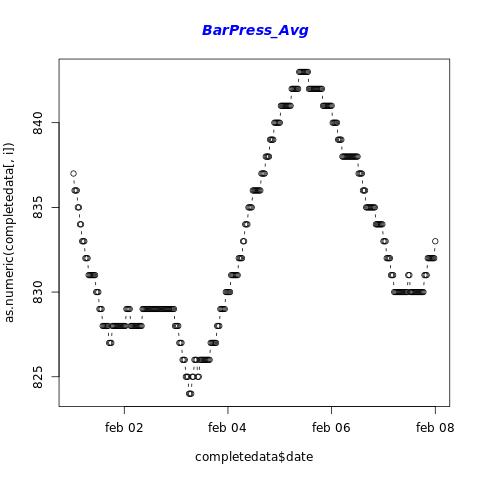 BarPress_Avg
as.numeric(completedata[, i])
840
835
830
825
feb 02 feb 04 feb 06 feb 08
completedata$date